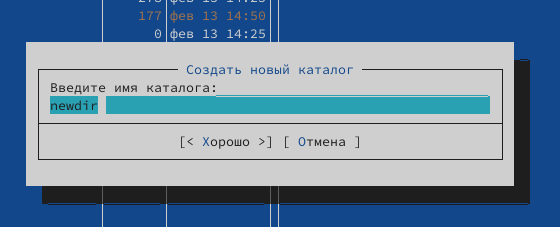 177 фев 13 14:50
0 фев 13 14:25
Создать новый каталог
Введите имя каталога:
newdir
[< Хорошо >] [ Отмена ]